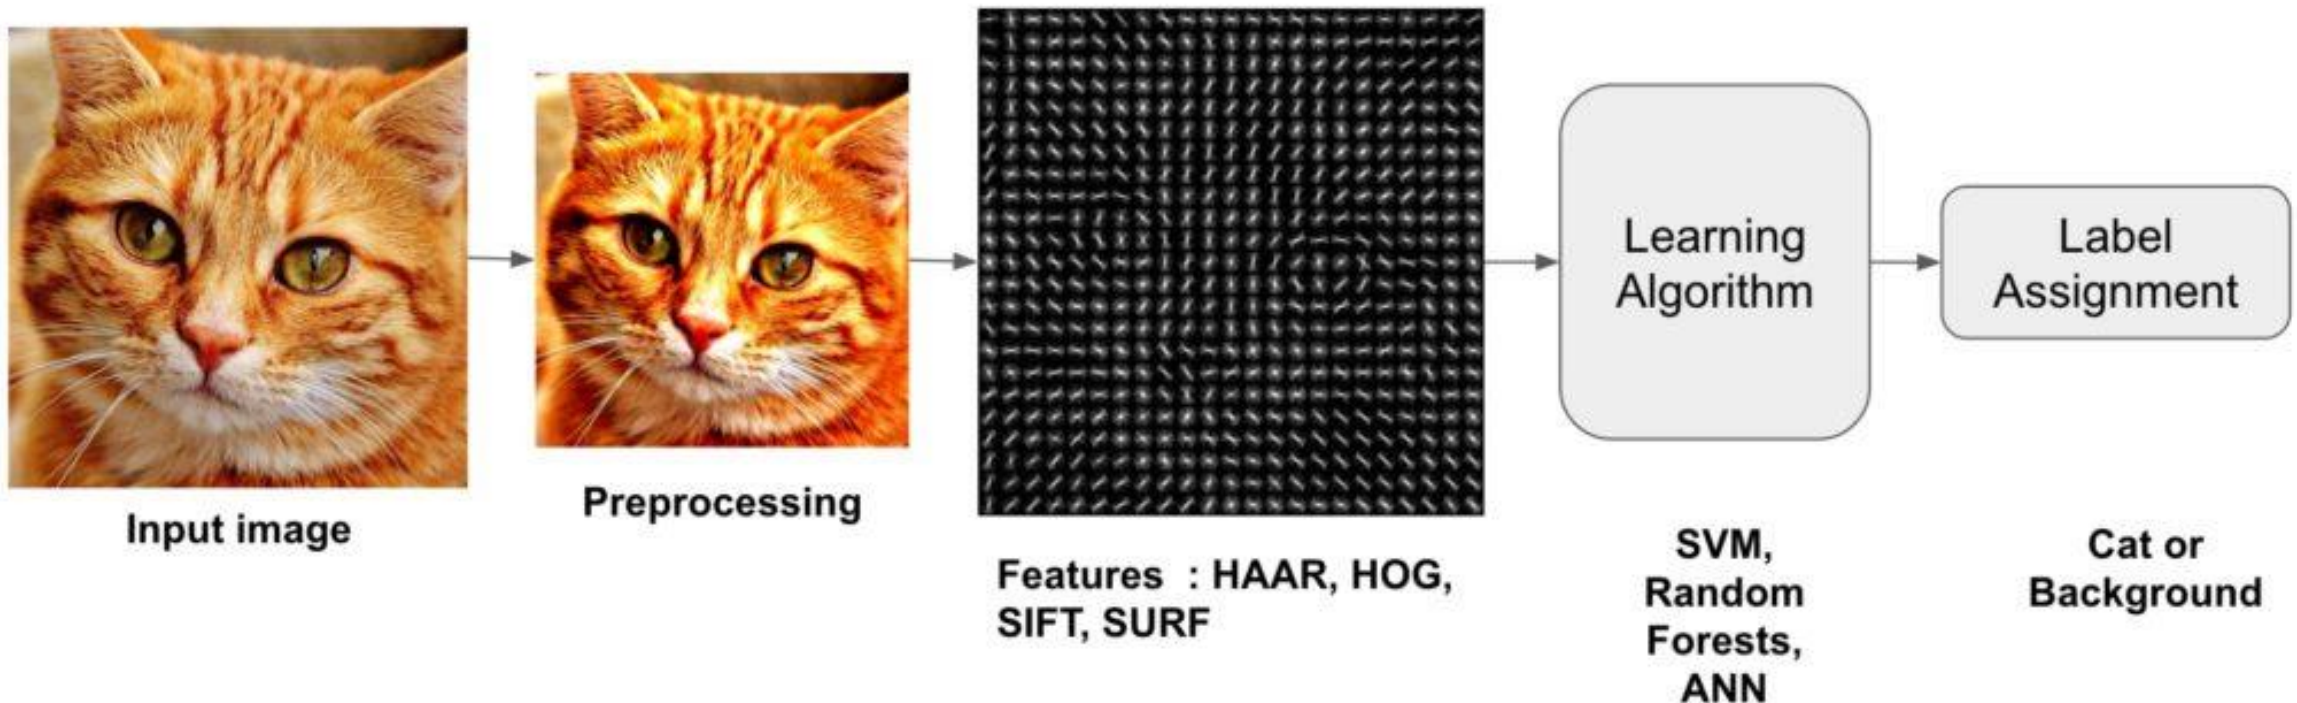 Input image
Preprocessing
Features : HAAR, HOG,
SIFT, SURF
Learning
Algorithm
SVM,
Random
Forests,
ANN
Label
Assignment
Cat or
Background